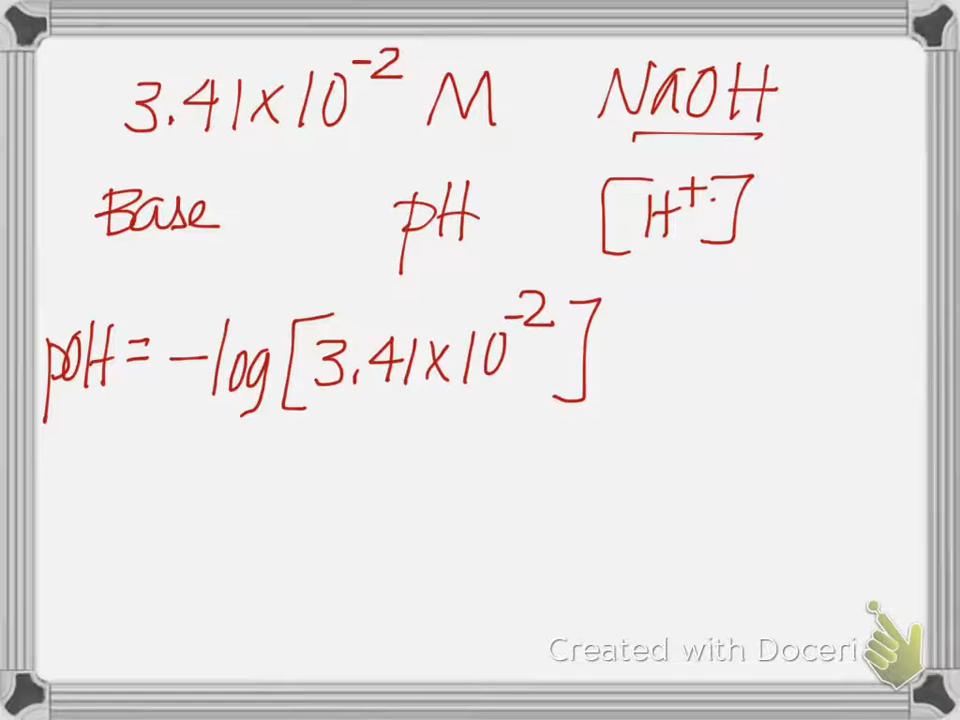 3.41x10⁻² M NaOH
Base pH [H⁺]
pOH = -log[3.41x10⁻²]
Created with Doceri